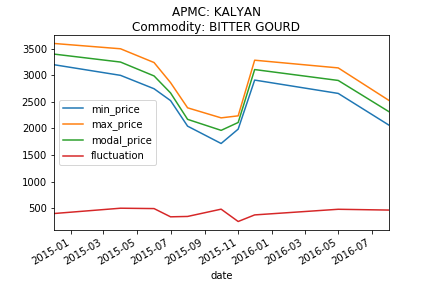 APMC: KALYAN
Commodity: BITTER GOURD
3500
3000
2500
2000
1500
1000
500
min_price
max_price
modal_price
fluctuation
2015-01
2015-03
2015-05
2015-07
2015-09
2015-11
2016-01
2016-03
2016-05
2016-07
date